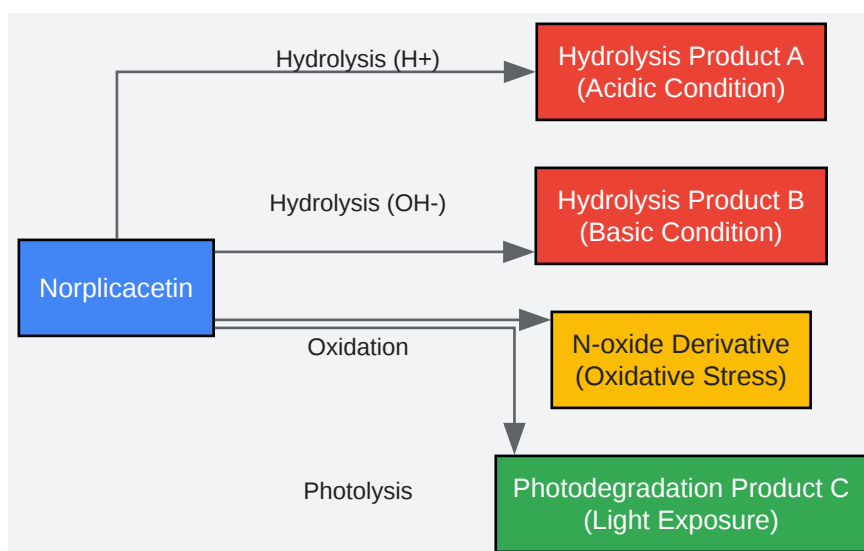 Hydrolysis (H+)
Hydrolysis Product A
(Acidic Condition)
Hydrolysis (OH-)
Hydrolysis Product B
(Basic Condition)
Norplicacetin
Oxidation
N-oxide Derivative
(Oxidative Stress)
Photolysis
Photodegradation Product C
(Light Exposure)